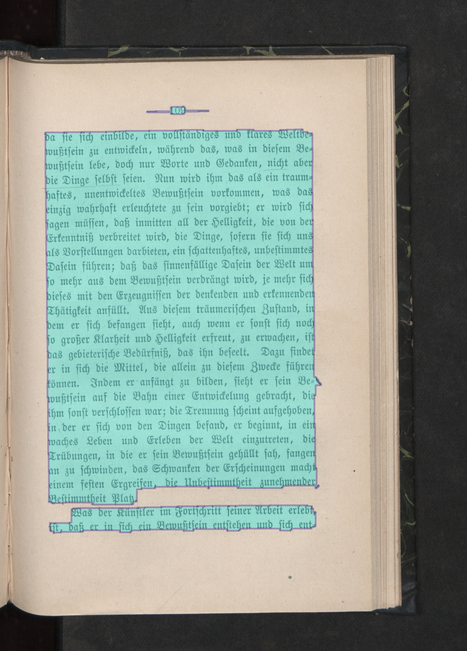 da sie sich einbilde, ein vollständiges und klares Weltbe-
wußtsein zu entwickeln, während das, was in diesem Be-
wußtsein lebe, doch nur Worte und Gedanken, nicht aber
die Dinge selbst seien. Nun wird ihm das als ein traum-
haftes, unentwickeltes Bewußtsein vorkommen, was das
einzig wahrhaft erleuchtete zu sein vorgiebt; er wird sich
sagen müssen, daß inmitten all der Helligkeit, die von der
Erkenntniß verbreitet wird, die Dinge, sofern sie sich uns
als Vorstellungen darbieten, ein schattenhaftes, unbestimmtes
Dasein führen; daß das sinnenfällige Dasein der Welt um
so mehr aus dem Bewußtsein verdrängt wird, je mehr sich
dieses mit den Erzeugnissen der denkenden und erkennenden
Thätigkeit anfüllt. Aus diesem träumerischen Zustand, in
dem er sich befangen sieht, auch wenn er sonst sich noch
so großer Klarheit und Helligkeit erfreut, zu erwachen, ist
das gebieterische Bedürfniß, das ihn beseelt. Dazu findet
er in sich die Mittel, die allein zu diesem Zwecke führen
können. Indem er anfängt zu bilden, sieht er sein Be-
wußtsein auf die Bahn einer Entwickelung gebracht, die
ihm sonst verschlossen war; die Trennung scheint aufgehoben,
in der er sich von den Dingen befand, er beginnt, in ein
waches Leben und Erleben der Welt einzutreten, die
Trübungen, in die er sein Bewußtsein gehüllt sah, fangen
an zu schwinden, das Schwanken der Erscheinungen macht
einem festen Ergreifen, die Unbestimmtheit zunehmender
Bestimmtheit Platz.
Was der Künstler im Fortschritt seiner Arbeit erlebt,
ist, daß er in sich ein Bewußtsein entstehen und sich ent-